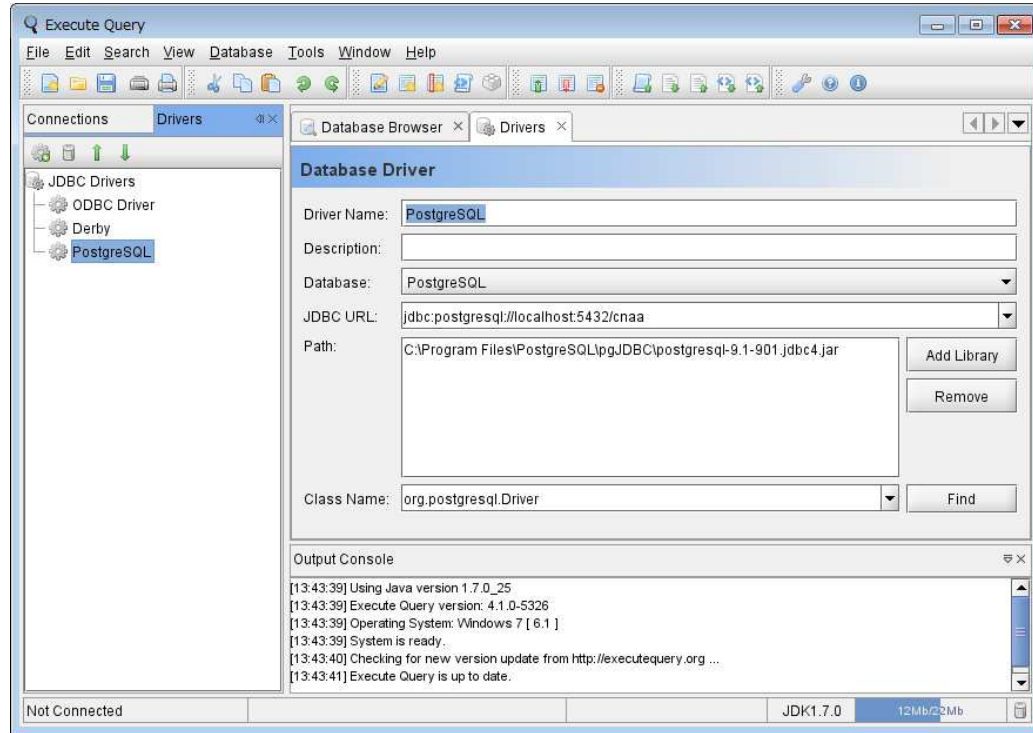 Execute Query
File Edit Search View Database Tools Window Help
Connections Drivers
Database Browser Drivers
JDBC Drivers
ODBC Driver
Derby
PostgreSQL
Database Driver
Driver Name: PostgreSQL
Description:
Database: PostgreSQL
JDBC URL: jdbc:postgresql://localhost:5432/cnaa
Path: C:\Program Files\PostgreSQL\pgJDBC\postgresql-9.1-901.jdbc4.jar
Add Library
Remove
Class Name: org.postgresql.Driver Find
Output Console
[13:43:39] Using Java version 1.7.0_25
[13:43:39] Execute Query version: 4.1.0-5326
[13:43:39] Operating System: Windows 7 [ 6.1 ]
[13:43:39] System is ready.
[13:43:40] Checking for new version update from http://executequery.org ...
[13:43:41] Execute Query is up to date.
Not Connected JDK1.7.0 12Mb/22Mb